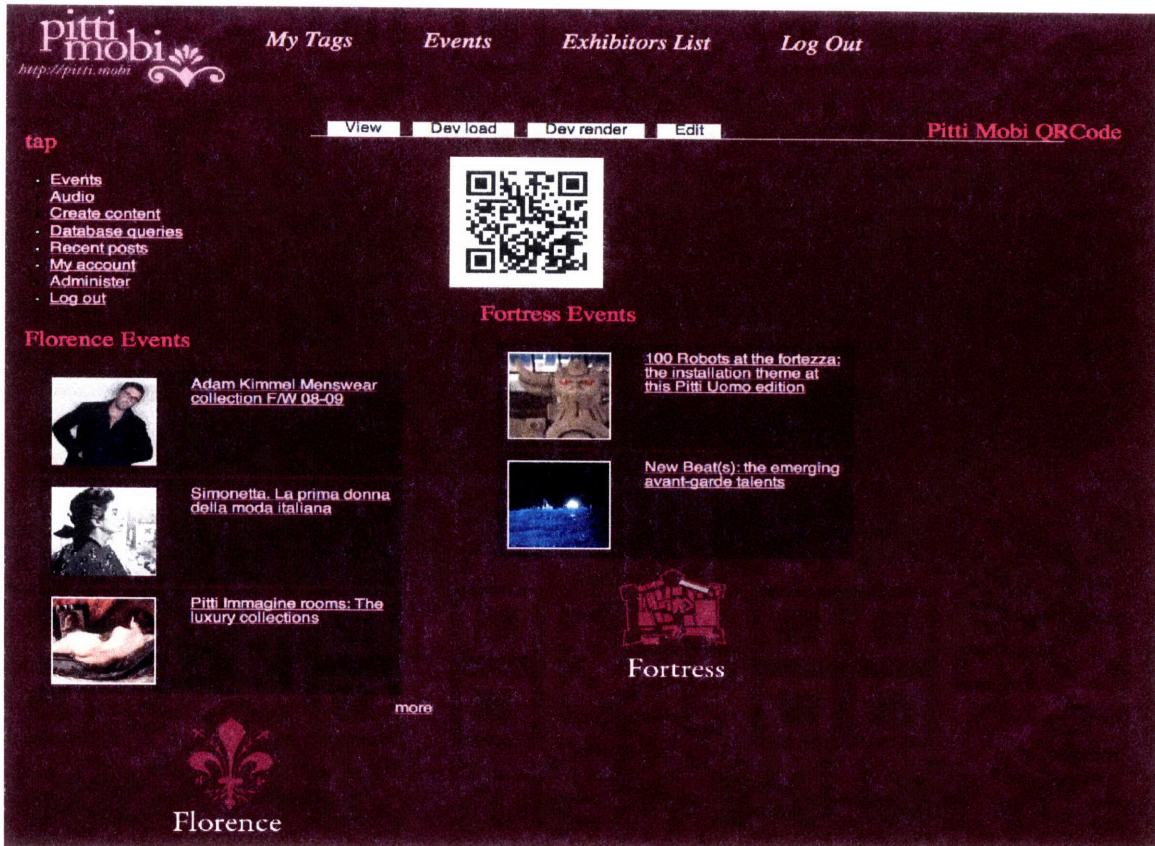 pitti
mobi
http://pitti.mobi
My Tags Events Exhibitors List Log Out
View Dev load Dev render Edit
Pitti Mobi QRCode
tap
Events
Audio
Create content
Database queries
Recent posts
My account
Administer
Log out
Florence Events
Adam Kimmel Menswear
collection F/W 08-09
Simonetta. La prima donna
della moda italiana
Pitti Immagine rooms: The
luxury collections
more
Florence
Fortress Events
100 Robots at the fortezza:
the installation theme at
this Pitti Uomo edition
New Beat(s): the emerging
avant-garde talents
Fortress